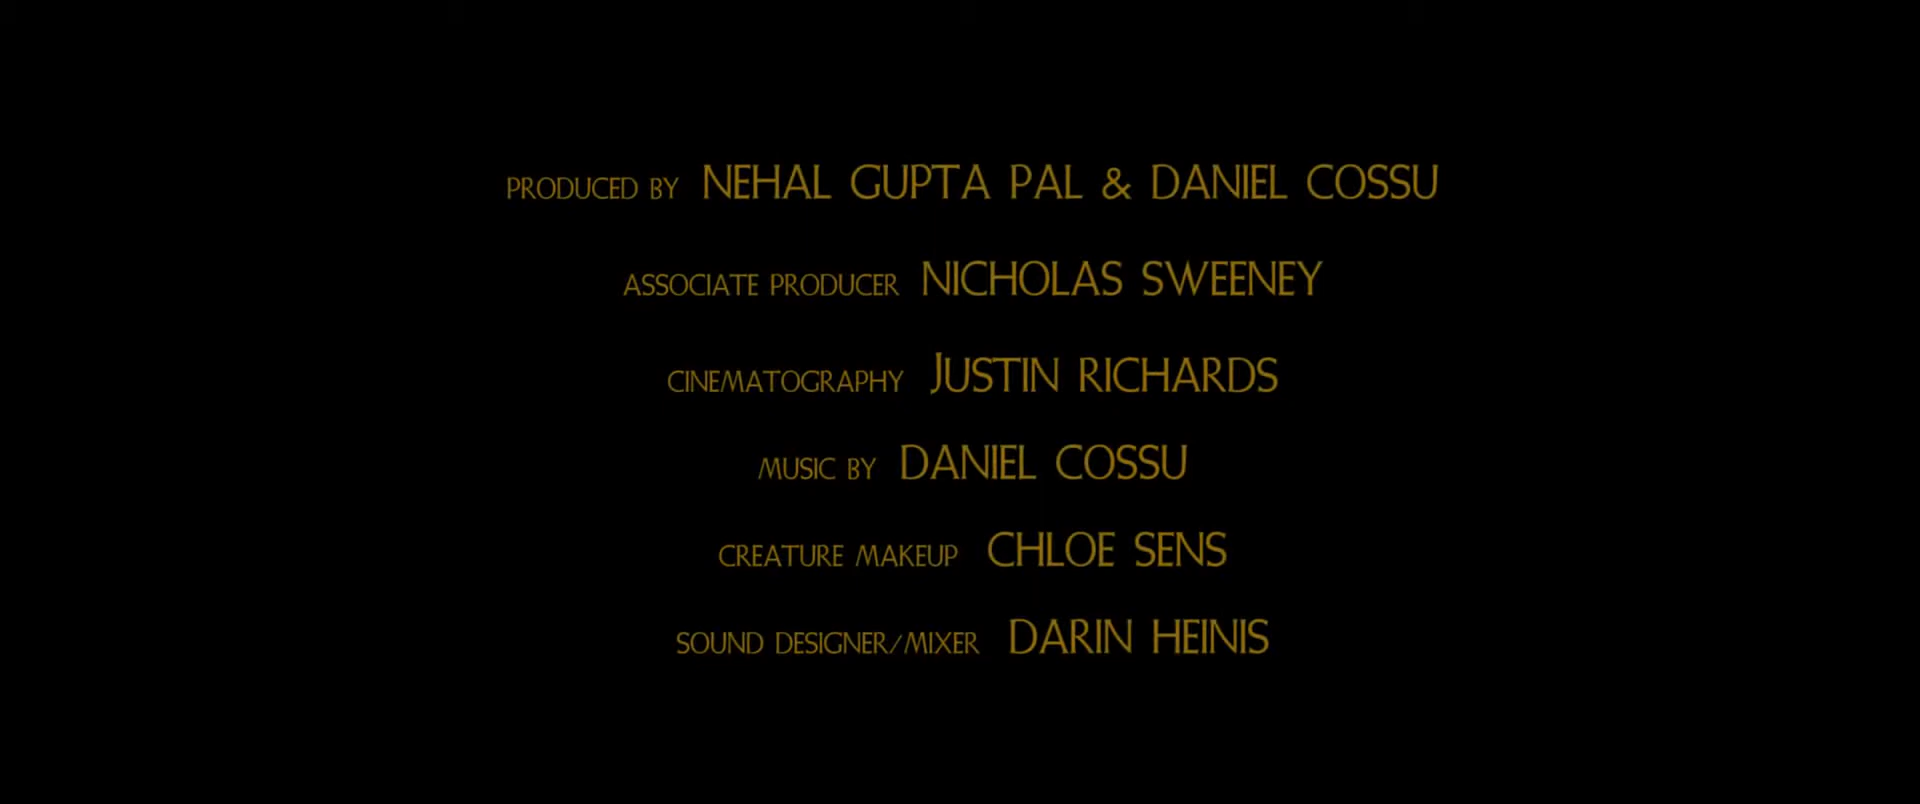 PRODUCED BY NEHAL GUPTA PAL & DANIEL COSSU
ASSOCIATE PRODUCER NICHOLAS SWEENEY
CINEMATOGRAPHY JUSTIN RICHARDS
MUSIC BY DANIEL COSSU
CREATURE MAKEUP CHLOE SENS
SOUND DESIGNER/MIXER DARIN HEINIS